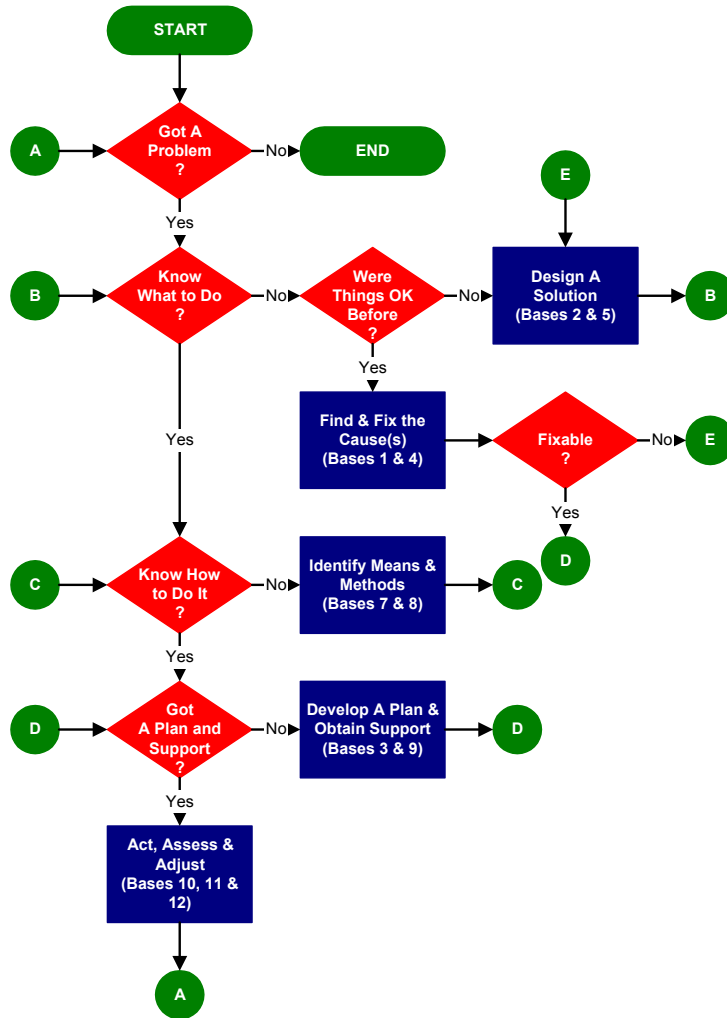 START
A
Got A
Problem
?
No
END
E
Yes
B
Know
What to Do
?
No
Were
Things OK
Before
?
No
Design A
Solution
(Bases 2 & 5)
B
Yes
Find & Fix the
Cause(s)
(Bases 1 & 4)
Fixable
?
No
E
Yes
Yes
D
C
Know How
to Do It
?
No
Identify Means &
Methods
(Bases 7 & 8)
C
Yes
D
Got
A Plan and
Support
?
No
Develop A Plan &
Obtain Support
(Bases 3 & 9)
D
Yes
Act, Assess &
Adjust
(Bases 10, 11 &
12)
A